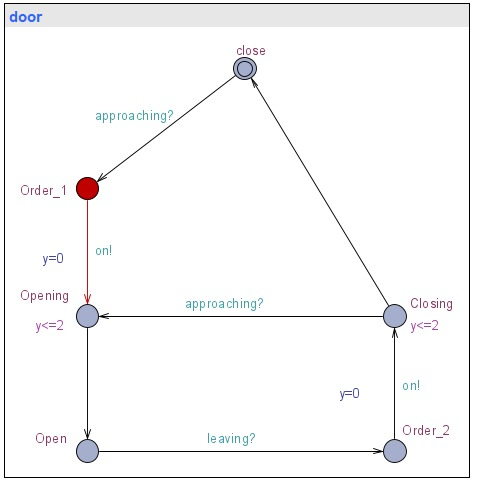 door
close
approaching?
Order_1
y=0
on!
Opening
y<=2
approaching?
Closing
y<=2
y=0
on!
Open
leaving?
Order_2